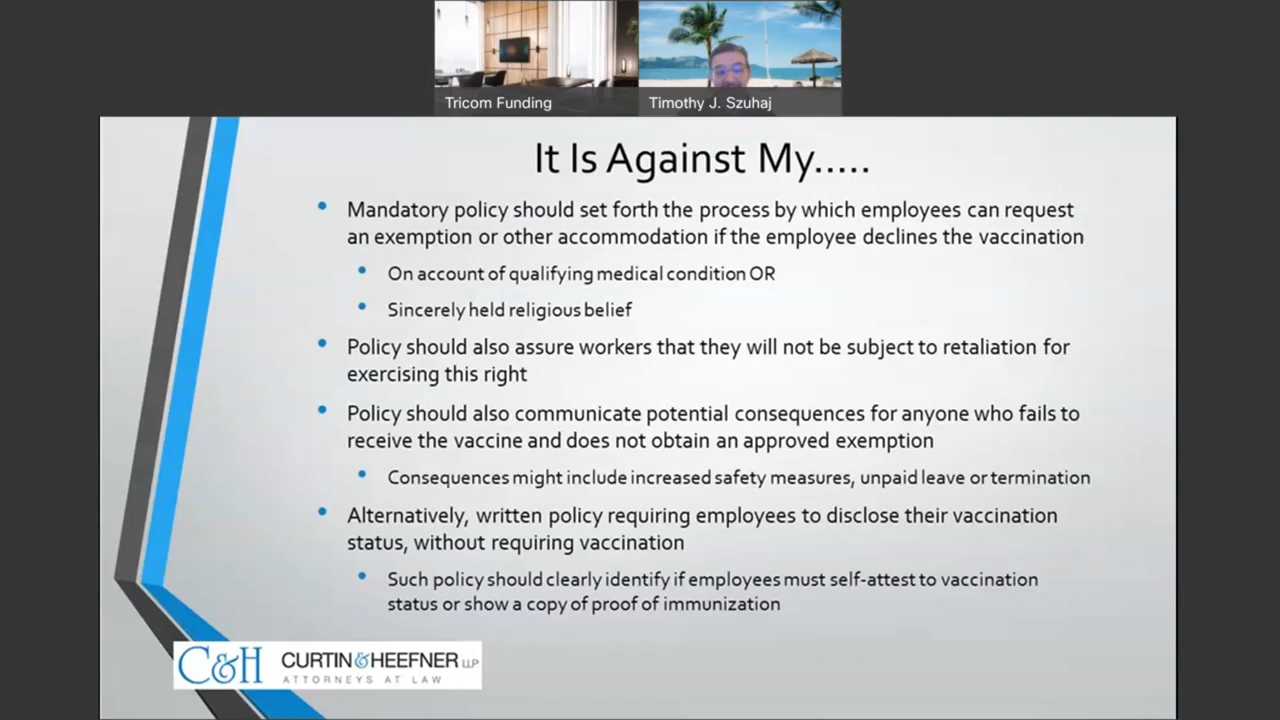 Tricom Funding
Timothy J. Szuhaj
It Is Against My.....
Mandatory policy should set forth the process by which employees can request
an exemption or other accommodation if the employee declines the vaccination
On account of qualifying medical condition OR
Sincerely held religious belief
Policy should also assure workers that they will not be subject to retaliation for
exercising this right
Policy should also communicate potential consequences for anyone who fails to
receive the vaccine and does not obtain an approved exemption
Consequences might include increased safety measures, unpaid leave or termination
Alternatively, written policy requiring employees to disclose their vaccination
status, without requiring vaccination
Such policy should clearly identify if employees must self-attest to vaccination
status or show a copy of proof of immunization
C&H CURTIN & HEEFNER LLP
ATTORNEYS AT LAW